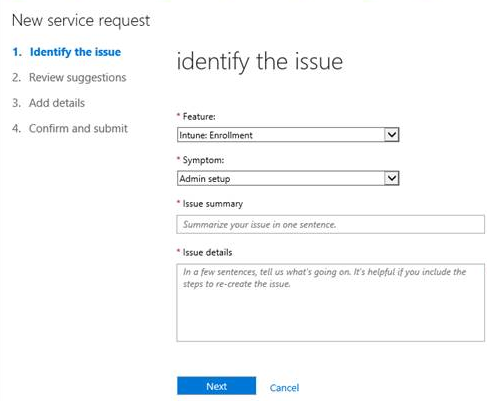 New service request
1. Identify the issue
2. Review suggestions
3. Add details
4. Confirm and submit
identify the issue
* Feature:
Intune: Enrollment
* Symptom:
Admin setup
* Issue summary
Summarize your issue in one sentence.
* Issue details
In a few sentences, tell us what's going on. It's helpful if you include the
steps to re-create the issue.
Next
Cancel